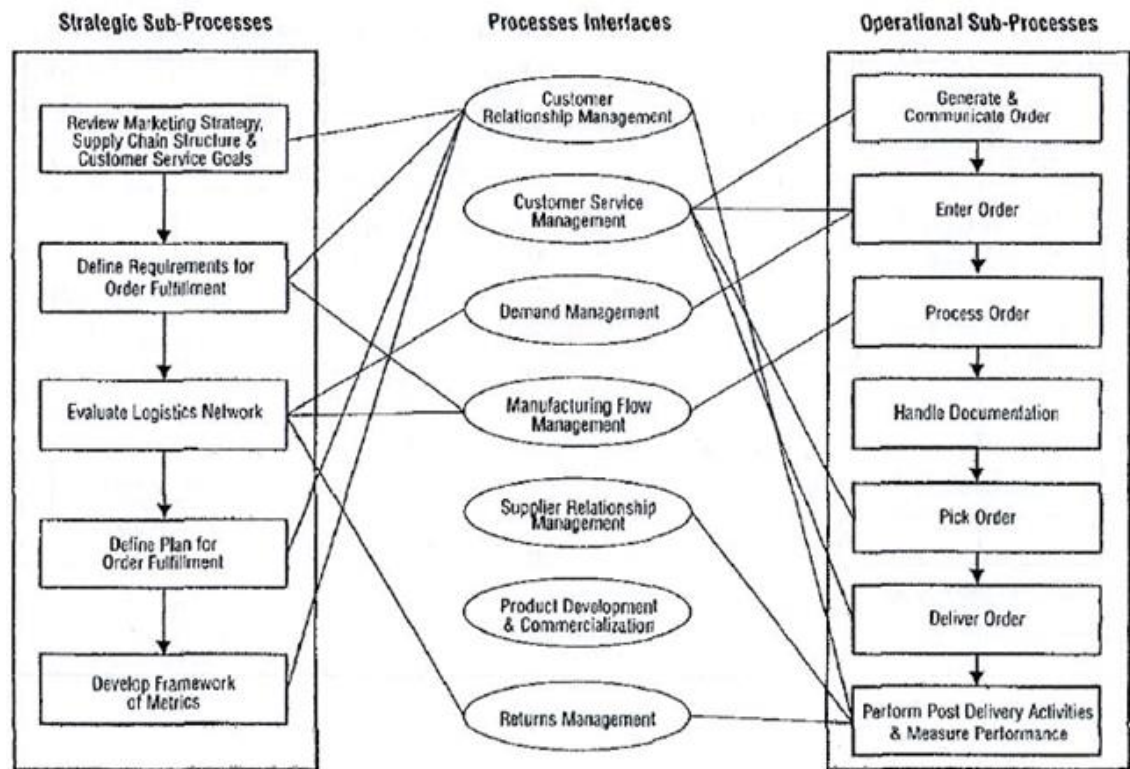 Strategic Sub-Processes
Processes Interfaces
Operational Sub-Processes
Review Marketing Strategy,
Supply Chain Structure &
Customer Service Goals
Define Requirements for
Order Fulfillment
Evaluate Logistics Network
Define Plan for
Order Fulfillment
Develop Framework
of Metrics
Customer
Relationship Management
Customer Service
Management
Demand Management
Manufacturing Flow
Management
Supplier Relationship
Management
Product Development
& Commercialization
Returns Management
Generate &
Communicate Order
Enter Order
Process Order
Handle Documentation
Pick Order
Deliver Order
Perform Post Delivery Activities
& Measure Performance